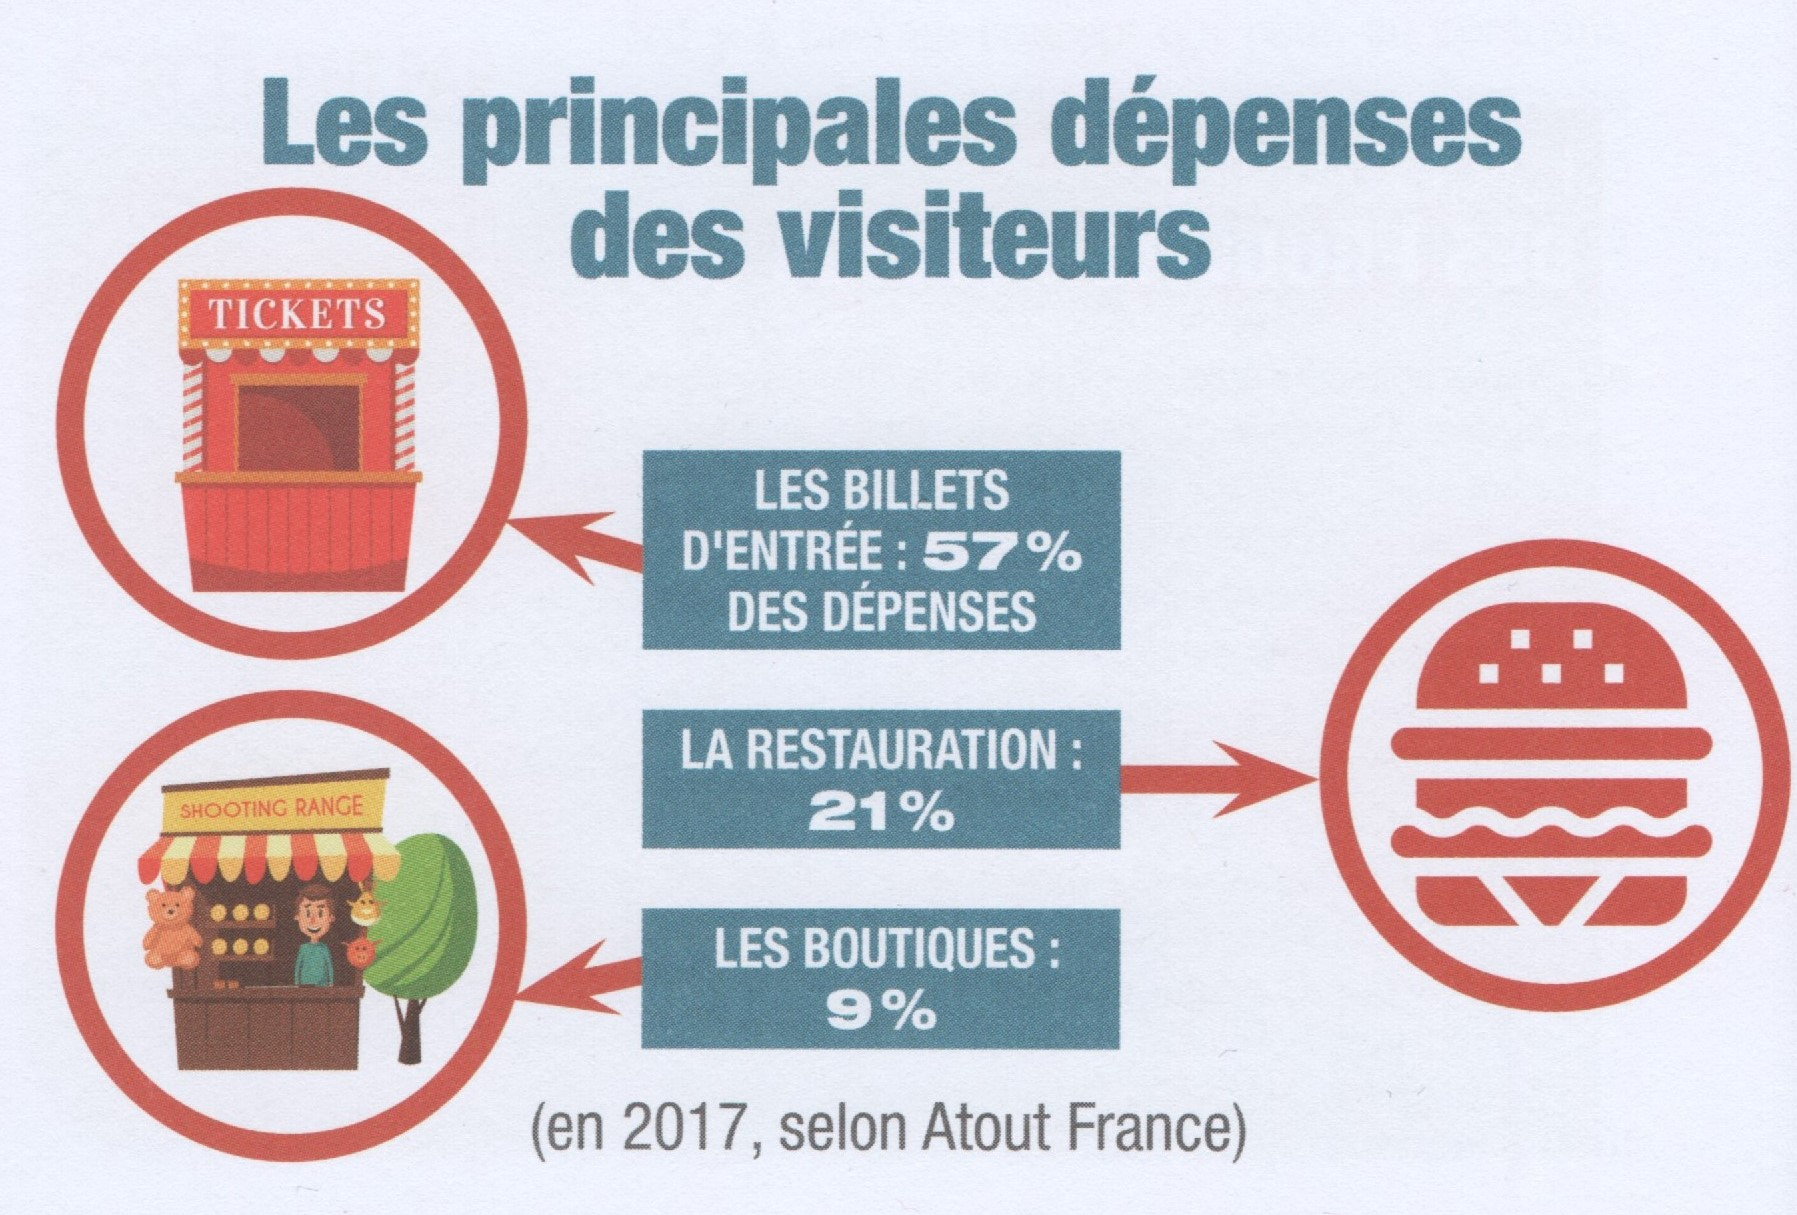 Les principales dépenses
des visiteurs
TICKETS
LES BILLETS
D'ENTRÉE : 57%
DES DÉPENSES
LA RESTAURATION :
21%
SHOOTING RANGE
LES BOUTIQUES :
9%
(en 2017, selon Atout France)